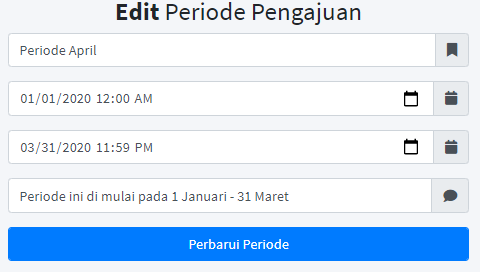 Edit Periode Pengajuan
Periode April
01/01/2020 12:00 AM
03/31/2020 11:59 PM
Periode ini di mulai pada 1 Januari - 31 Maret
Perbarui Periode